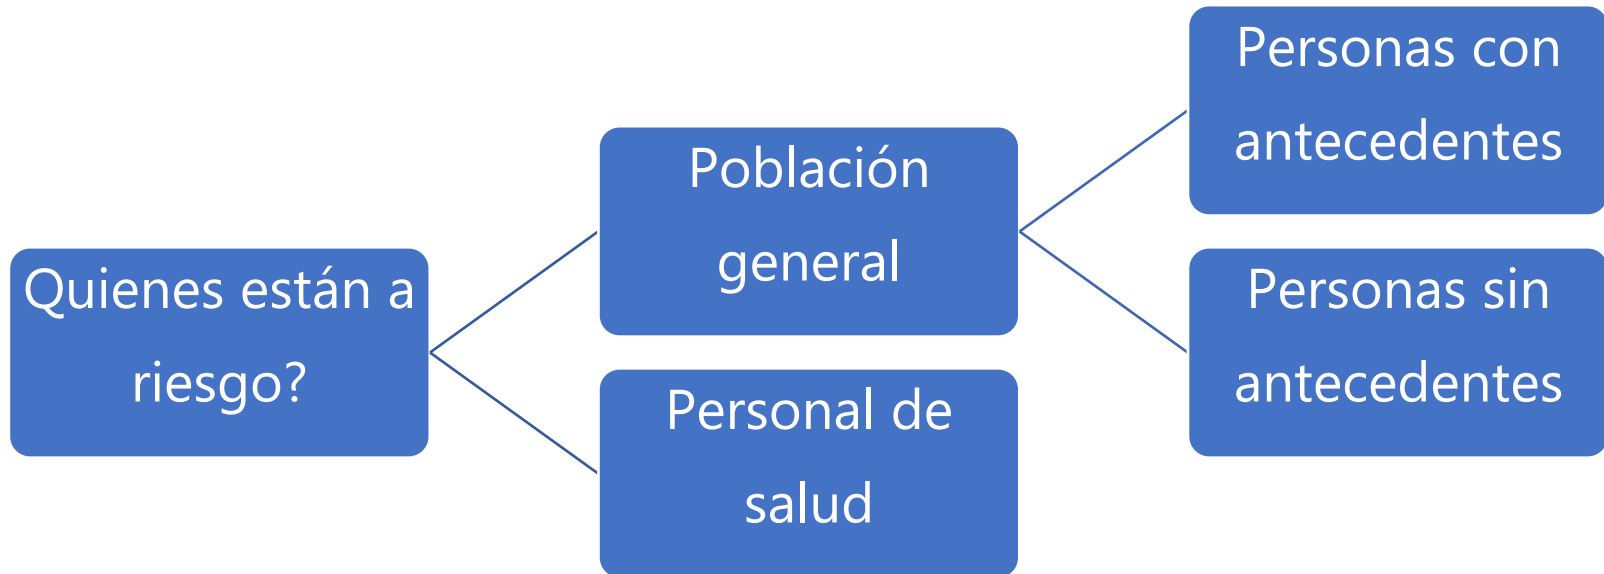 Quienes están a
riesgo?
Población
general
Personal de
salud
Personas con
antecedentes
Personas sin
antecedentes